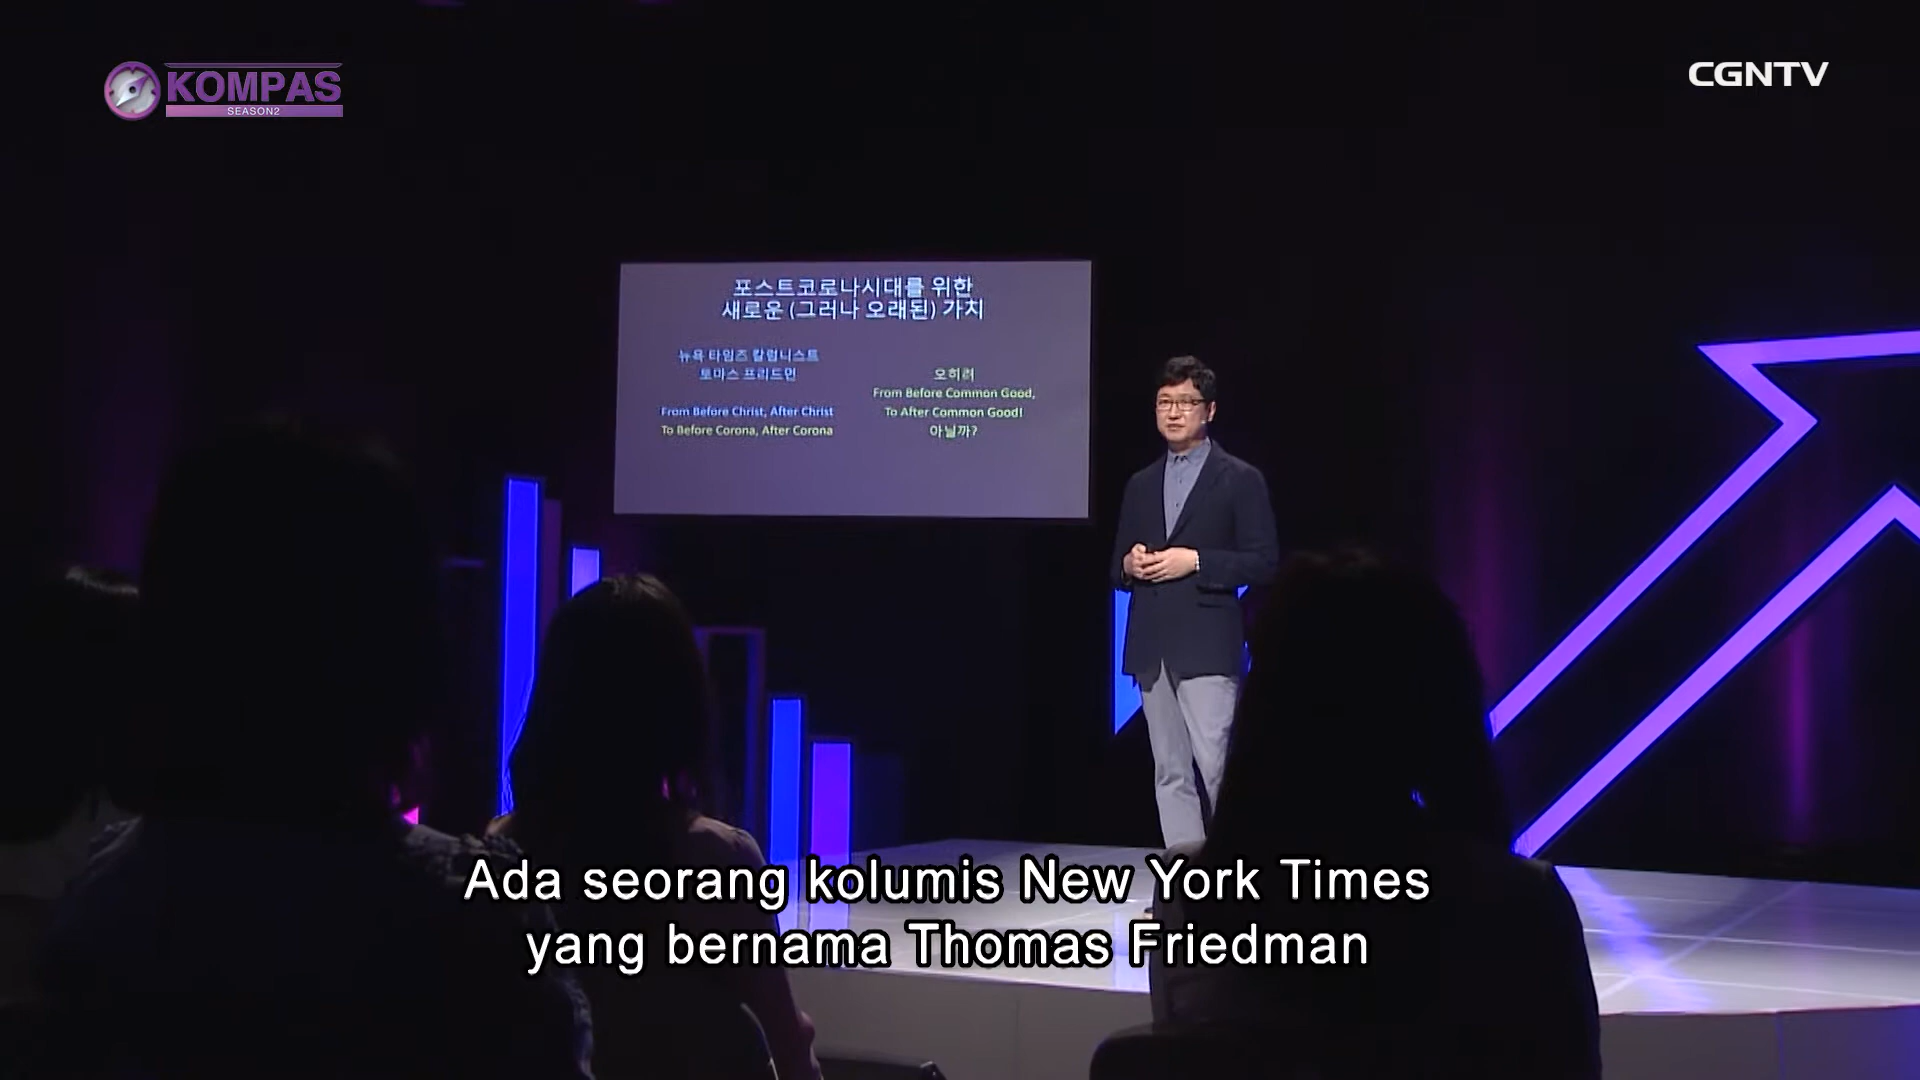 KOMPAS
SEASON2
CGNTV
포스트코로나시대를 위한
새로운 (그러나 오래된) 가치
뉴욕 타임즈 칼럼니스트
토마스 프리드먼
From Before Christ, After Christ
To Before Corona, After Corona
오히려
From Before Common Good,
To After Common Good!
아닐까?
Ada seorang kolumis New York Times
yang bernama Thomas Friedman